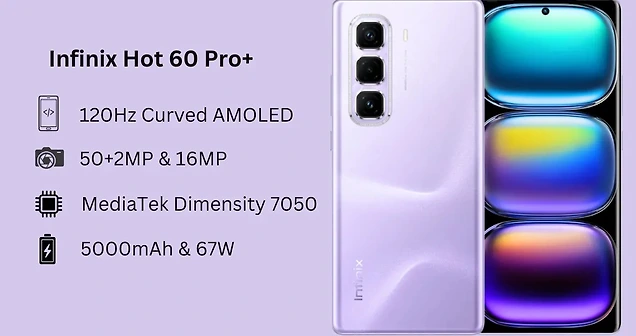 Infinix Hot 60 Pro+
120Hz Curved AMOLED
50+2MP & 16MP
MediaTek Dimensity 7050
5000mAh & 67W
Infinix